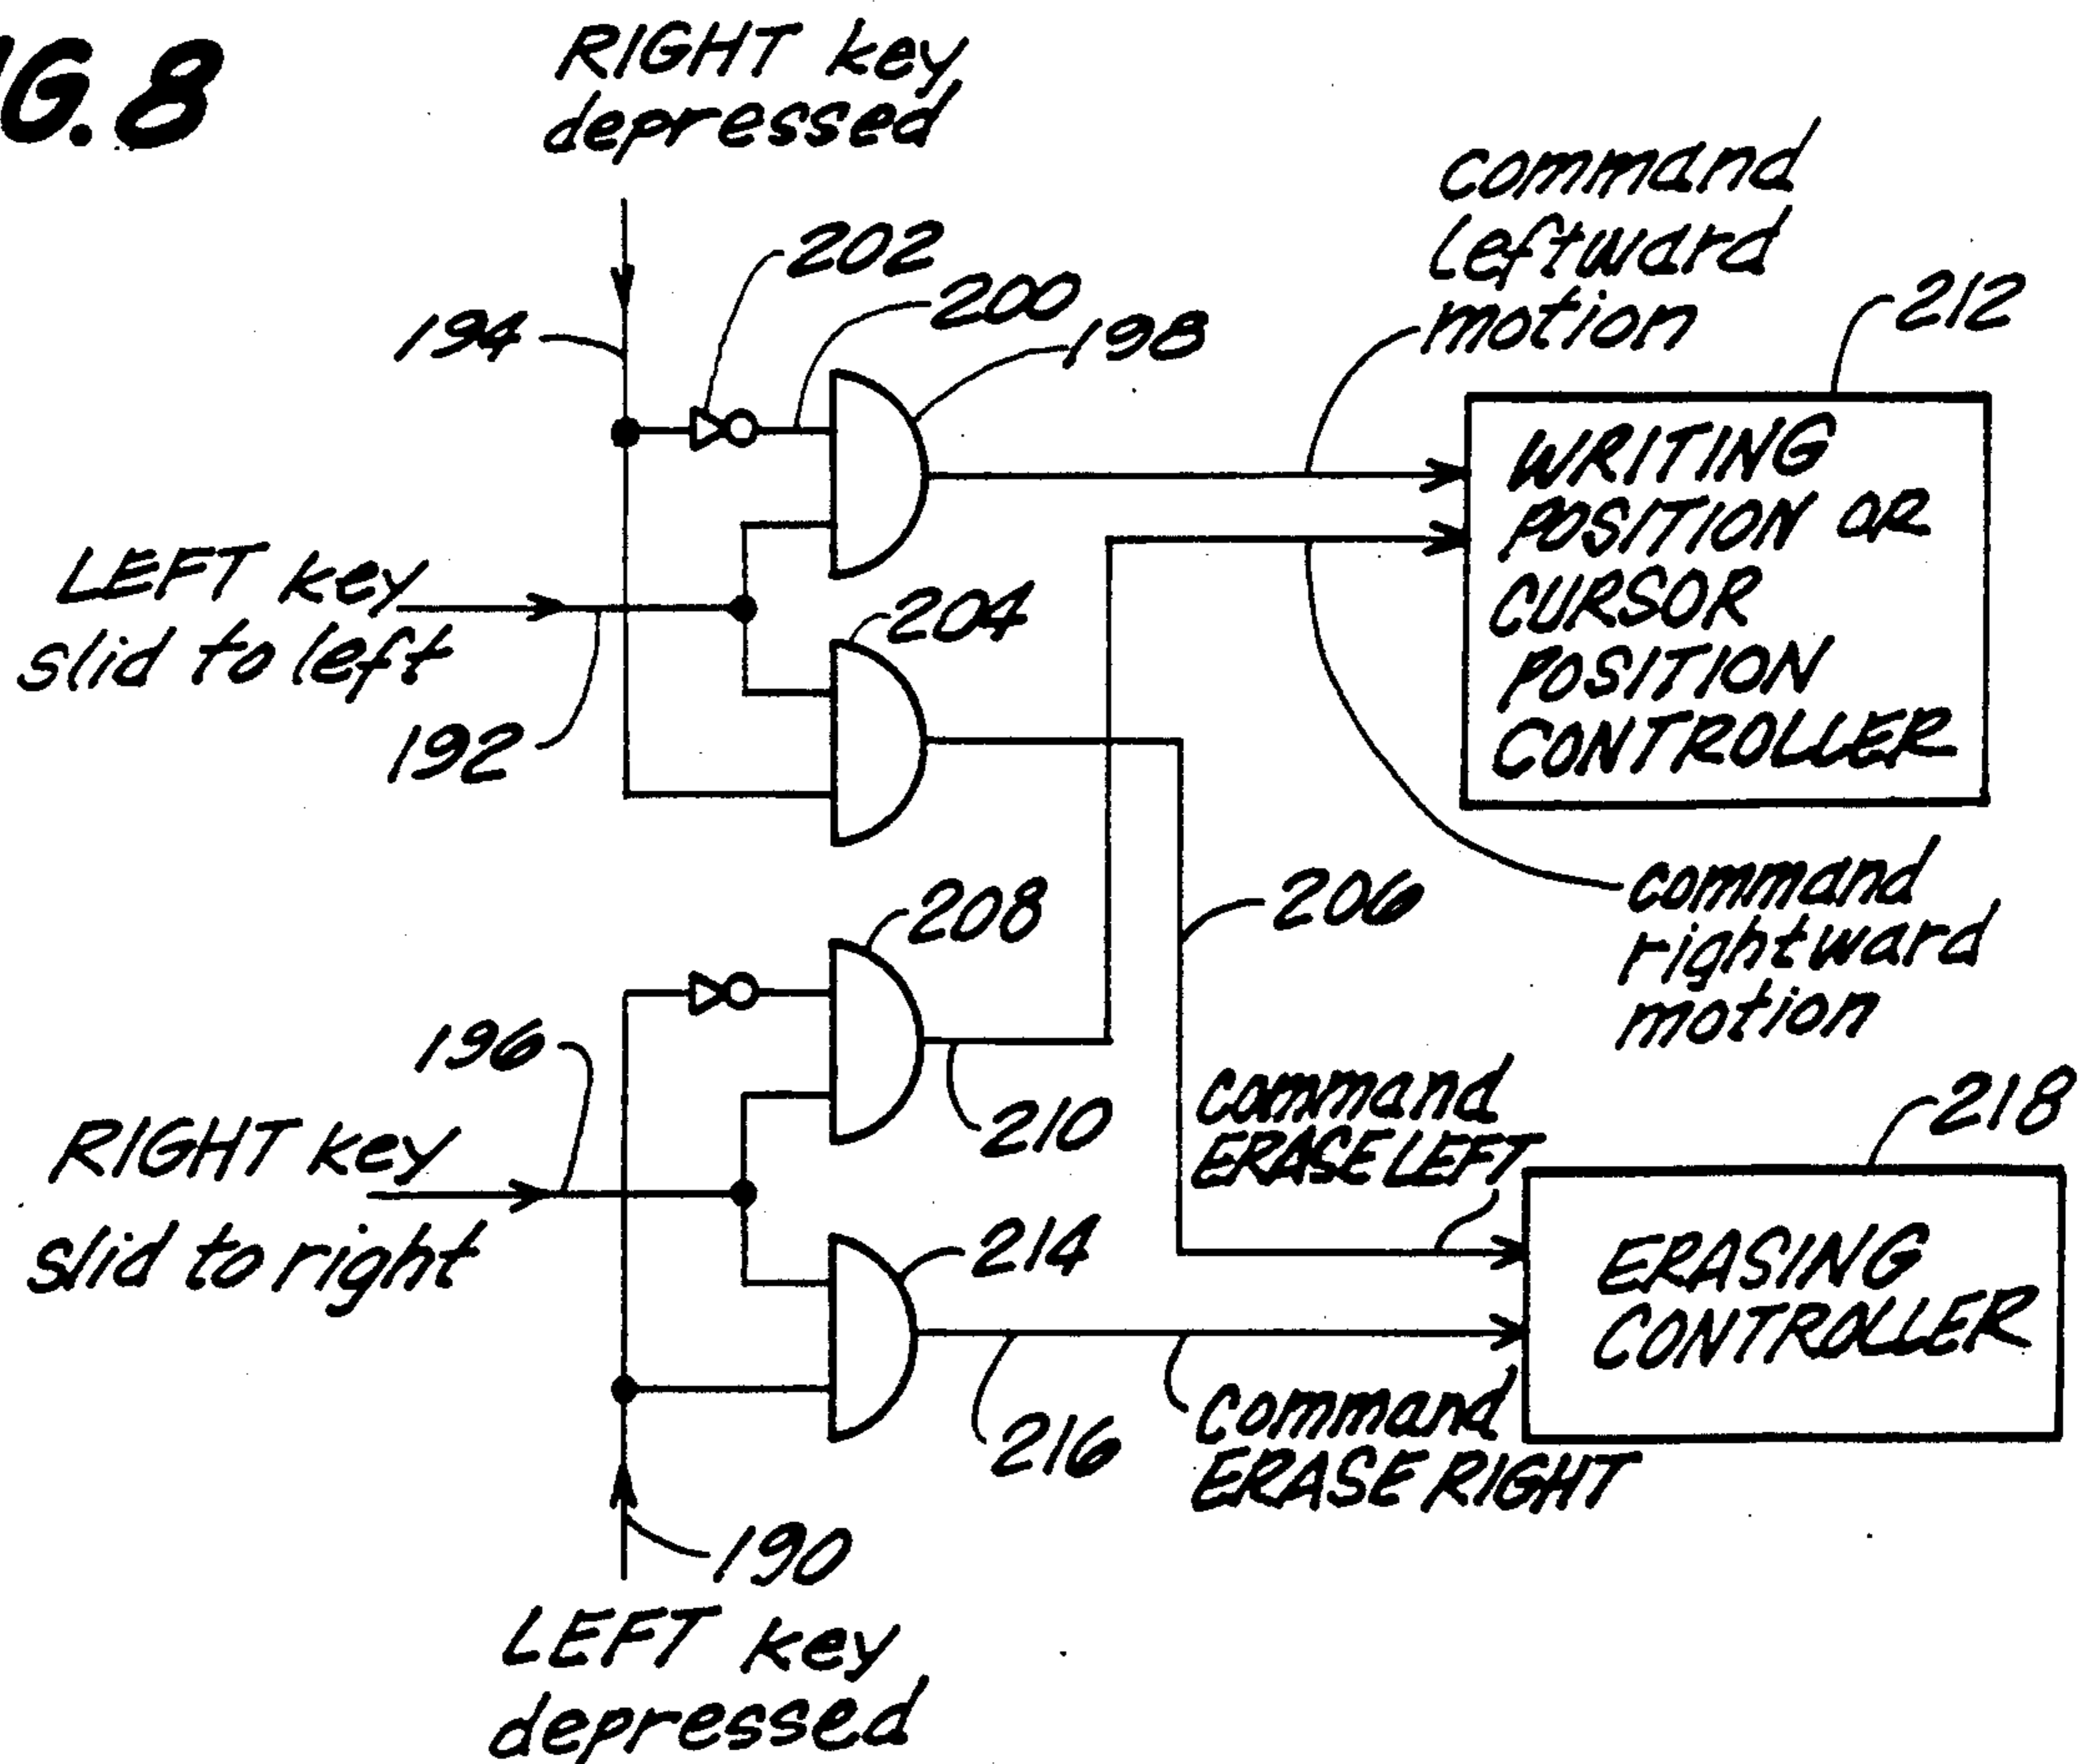 G. 8
RIGHT key
depressed
command
leftward
motion
202
200
198
212
194
WRITING
POSITION OR
CURSOR
POSITION
CONTROLLER
LEFT key
slid to left
204
192
208
206
command
rightward
motion
196
210
command
ERASE LEFT
218
RIGHT key
slid to right
214
ERASING
CONTROLLER
216
Command
ERASE RIGHT
190
LEFT key
depressed